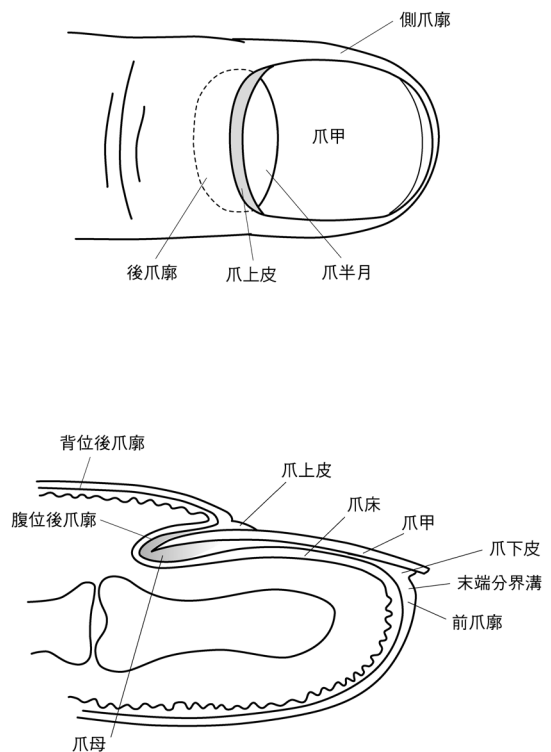 側爪廓
爪甲
後爪廓
爪上皮
爪半月
背位後爪廓
爪上皮
爪床
腹位後爪廓
爪甲
爪下皮
末端分界溝
前爪廓
爪母